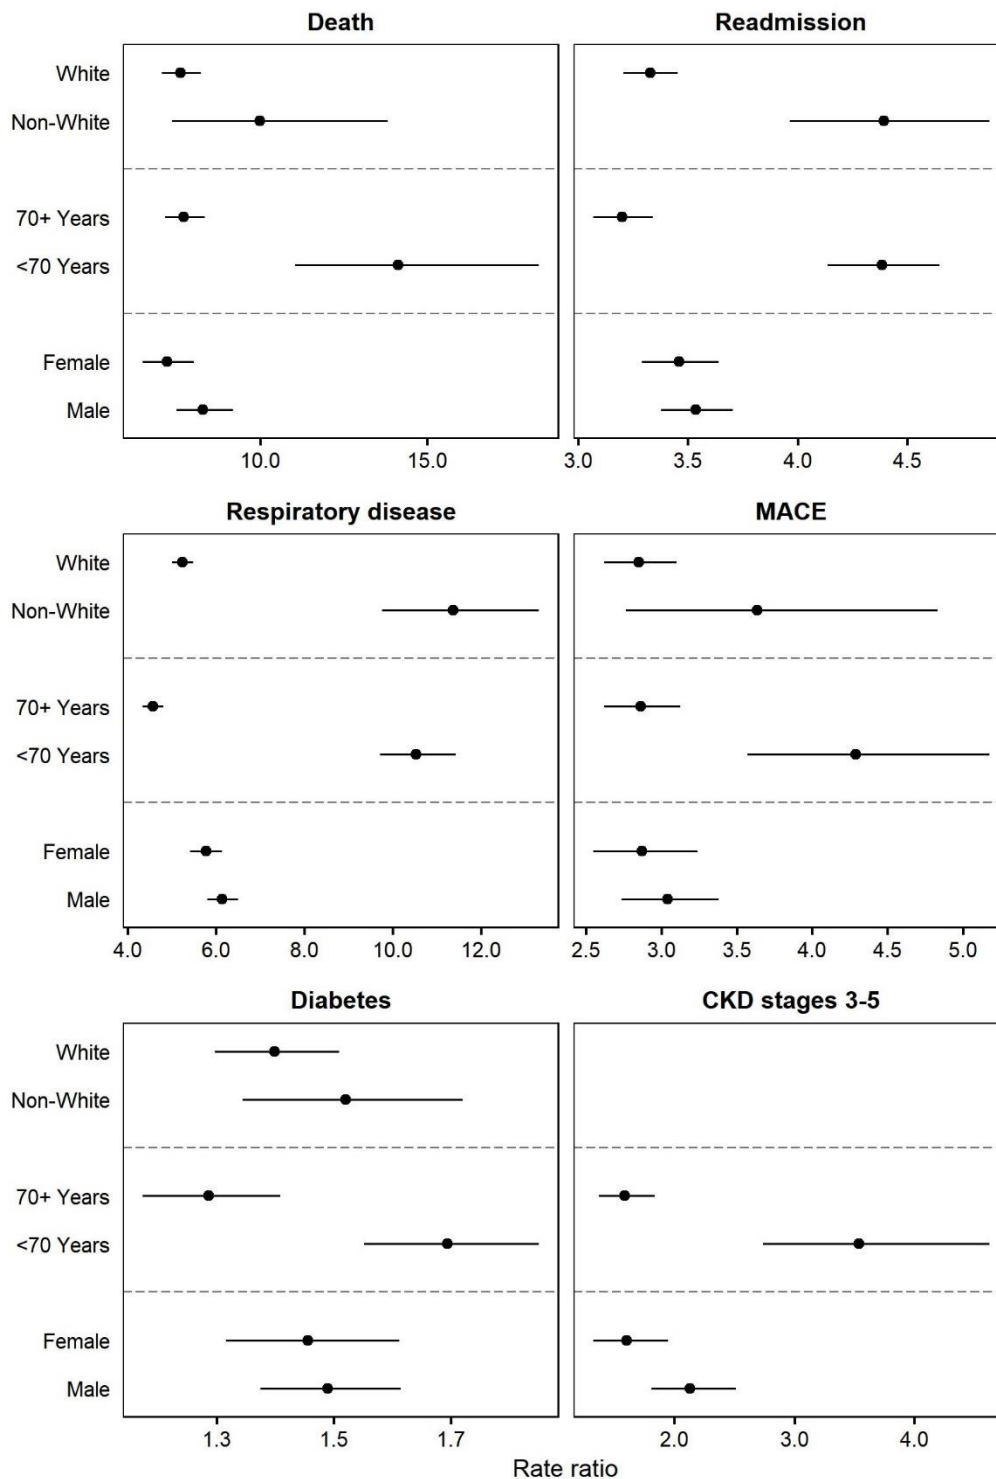 Death Readmission
White
Non-White
70+ Years
<70 Years
Female
Male
10.0 15.0 3.0 3.5 4.0 4.5
Respiratory disease MACE
White
Non-White
70+ Years
<70 Years
Female
Male
4.0 6.0 8.0 10.0 12.0 2.5 3.0 3.5 4.0 4.5 5.0
Diabetes CKD stages 3-5
White
Non-White
70+ Years
<70 Years
Female
Male
1.3 1.5 1.7 2.0 3.0 4.0
Rate ratio